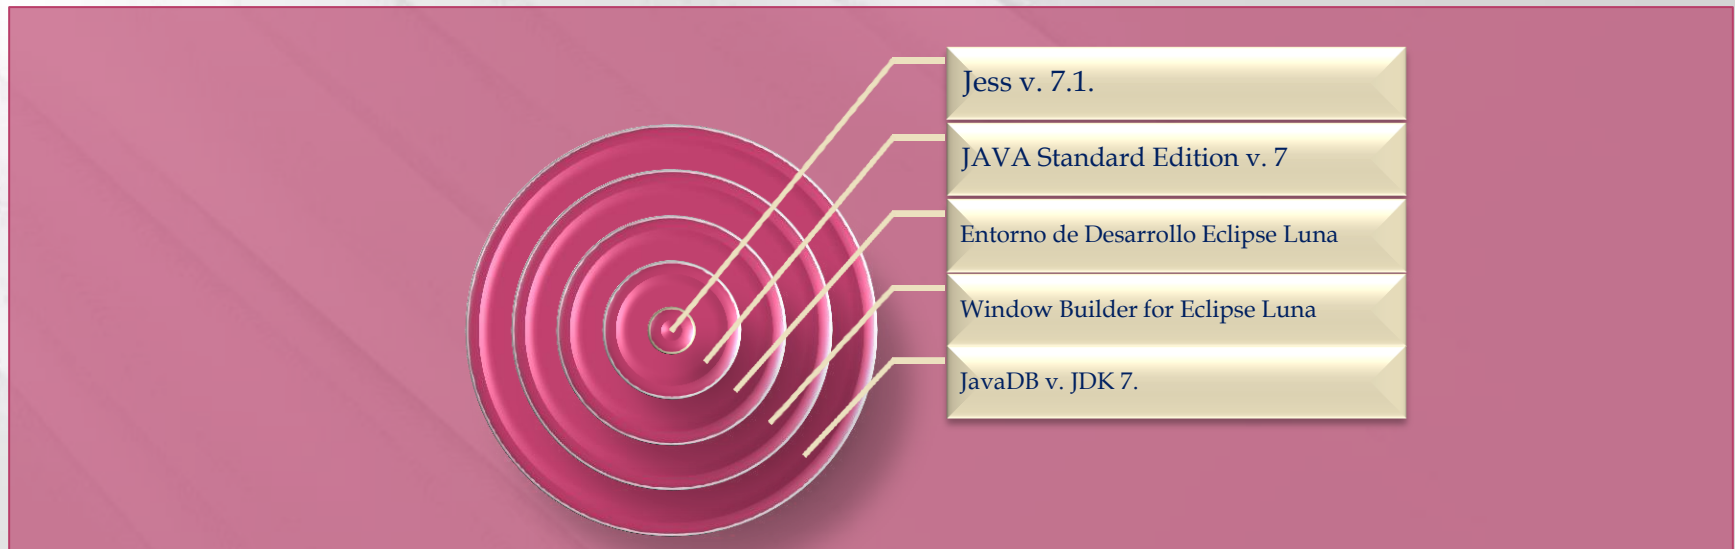 Jess v. 7.1.
JAVA Standard Edition v. 7
Entorno de Desarrollo Eclipse Luna
Window Builder for Eclipse Luna
JavaDB v. JDK 7.